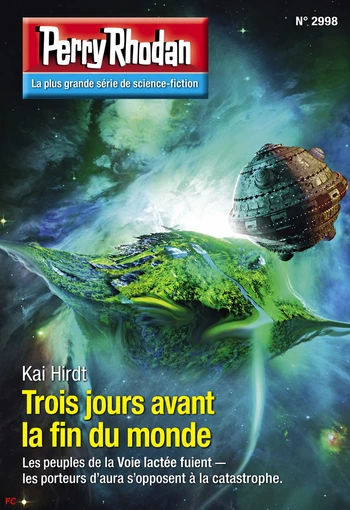 Perry Rhodan
N° 2998
La plus grande série de science-fiction
Kai Hirdt
Trois jours avant
la fin du monde
Les peuples de la Voie lactée fuient —
les porteurs d'aura s'opposent à la catastrophe.
FC